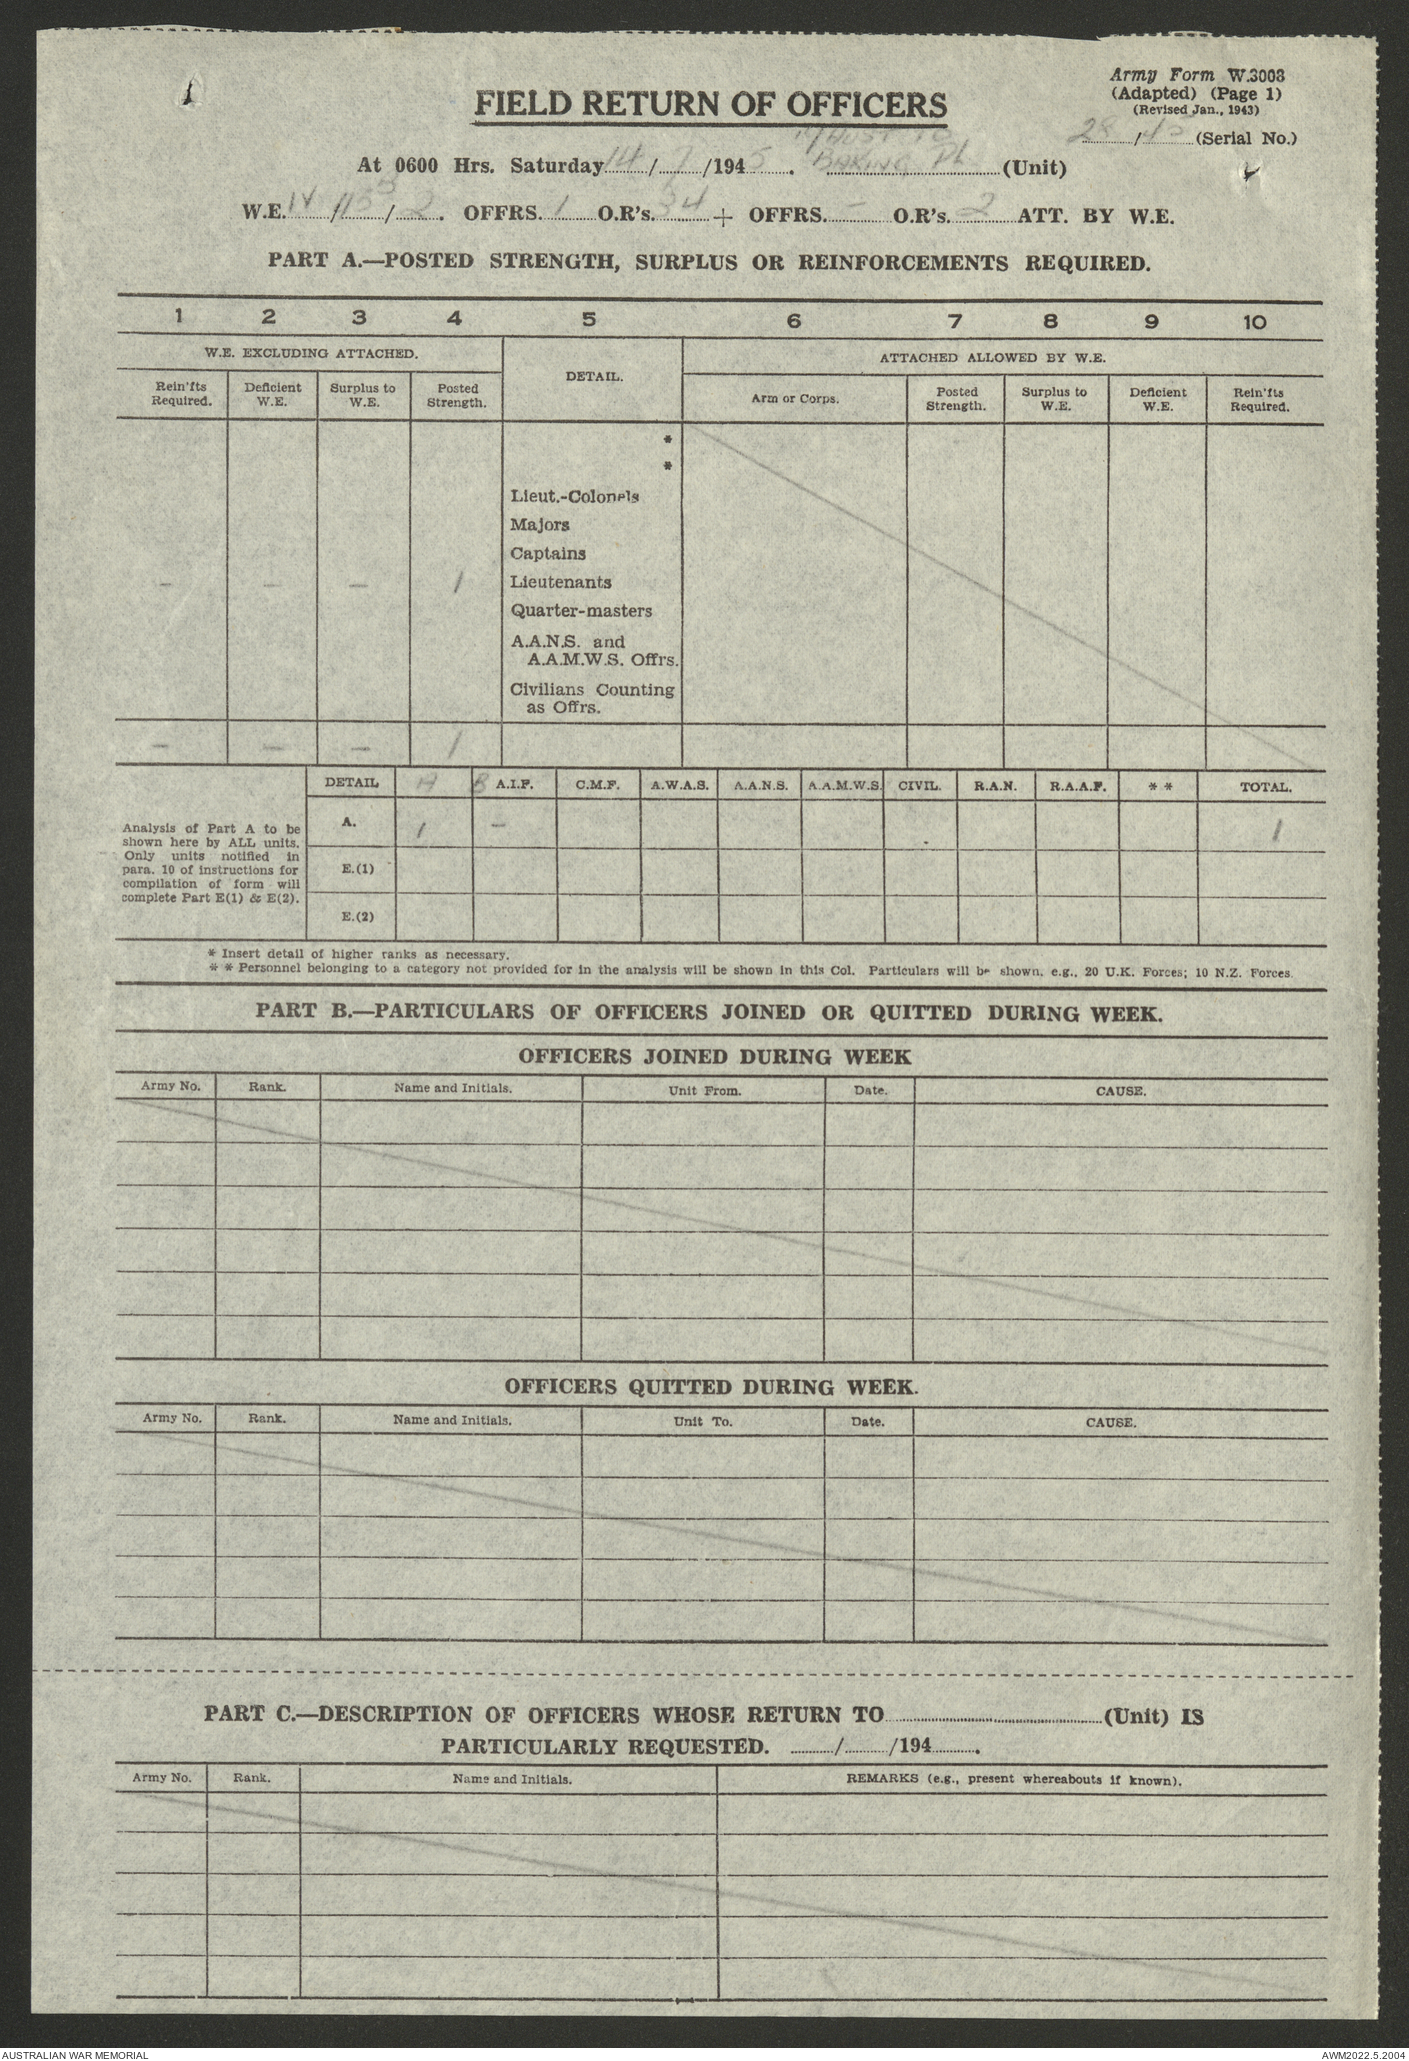 Army Form W.3003
(Adapted) (Page 1)
(Revised Jan., 1943)
FIELD RETURN OF OFFICERS
28 / 45 (Serial No.)
At 0600 Hrs. Saturday 14 / 7 /1945. BAKING PL (Unit)
W.E. IV / / 2. OFFRS. 1 O.R's. 34 + OFFRS. - O.R's. 2 ATT. BY W.E.
PART A.—POSTED STRENGTH, SURPLUS OR REINFORCEMENTS REQUIRED.
1 2 3 4 5 6 7 8 9 10
W.E. EXCLUDING ATTACHED. DETAIL. ATTACHED ALLOWED BY W.E.
Rein'fts Required. Deficient W.E. Surplus to W.E. Posted Strength. Arm or Corps. Posted Strength. Surplus to W.E. Deficient W.E. Rein'fts Required.
*
*
Lieut.-Colonels
Majors
Captains
- - - 1 Lieutenants
Quarter-masters
A.A.N.S. and
A.A.M.W.S. Offrs.
Civilians Counting
as Offrs.
- - - 1
DETAIL A B A.I.F. C.M.F. A.W.A.S. A.A.N.S. A.A.M.W.S. CIVIL. R.A.N. R.A.A.F. * * TOTAL.
Analysis of Part A to be
shown here by ALL units.
Only units notified in
para. 10 of instructions for
compilation of form will
complete Part E(1) & E(2).
A. 1 - 1
E.(1)
E.(2)
* Insert detail of higher ranks as necessary.
* * Personnel belonging to a category not provided for in the analysis will be shown in this Col. Particulars will be shown, e.g., 20 U.K. Forces; 10 N.Z. Forces.
PART B.—PARTICULARS OF OFFICERS JOINED OR QUITTED DURING WEEK.
OFFICERS JOINED DURING WEEK
Army No. Rank. Name and Initials. Unit From. Date. CAUSE.
OFFICERS QUITTED DURING WEEK.
Army No. Rank. Name and Initials. Unit To. Date. CAUSE.
PART C.—DESCRIPTION OF OFFICERS WHOSE RETURN TO (Unit) IS
PARTICULARLY REQUESTED. / /194 .
Army No. Rank. Name and Initials. REMARKS (e.g., present whereabouts if known).
AUSTRALIAN WAR MEMORIAL AWM2022.5.2004